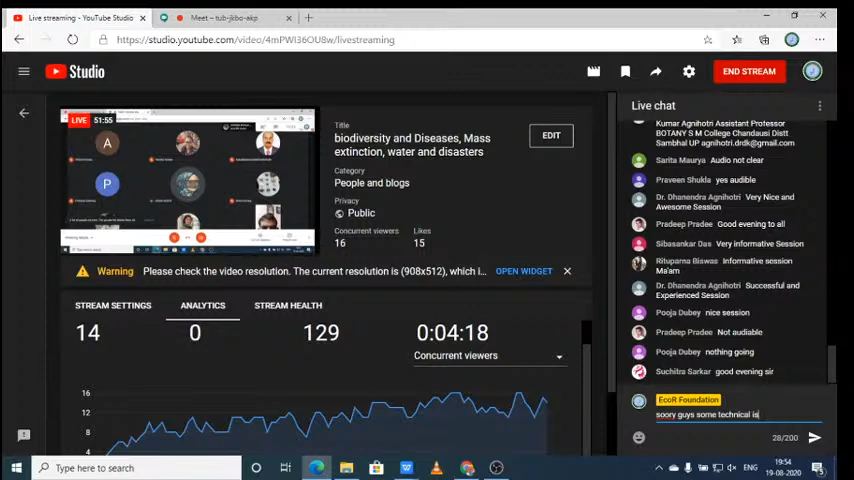 Live streaming - YouTube Studio
Meet – tub-jkbo-akp
https://studio.youtube.com/video/4mPWI36OU8w/livestreaming
Studio
END STREAM
LIVE 51:55
A
P
Title
biodiversity and Diseases, Mass
extinction, water and disasters
EDIT
Category
People and blogs
Privacy
Public
Concurrent viewers
Likes
16
15
Warning Please check the video resolution. The current resolution is (908x512), which i...
OPEN WIDGET
STREAM SETTINGS
ANALYTICS
STREAM HEALTH
14
0
129
0:04:18
Concurrent viewers
16
12
8
4
Live chat
Kumar Agnihotri Assistant Professor
BOTANY S M College Chandausi Distt
Sambhal UP agnihotri.drdk@gmail.com
Sarita Maurya Audio not clear
Praveen Shukla yes audible
Dr. Dhanendra Agnihotri Very Nice and
Awesome Session
Pradeep Pradee Good evening to all
Sibasankar Das Very informative Session
Rituparna Biswas Informative session
Ma'am
Dr. Dhanendra Agnihotri Successful and
Experienced Session
Pooja Dubey nice session
Pradeep Pradee Not audiable
Pooja Dubey nothing going
Suchitra Sarkar good evening sir
EcoR Foundation
soory guys some technical is
28/200
Type here to search
19:54
19-08-2020
5